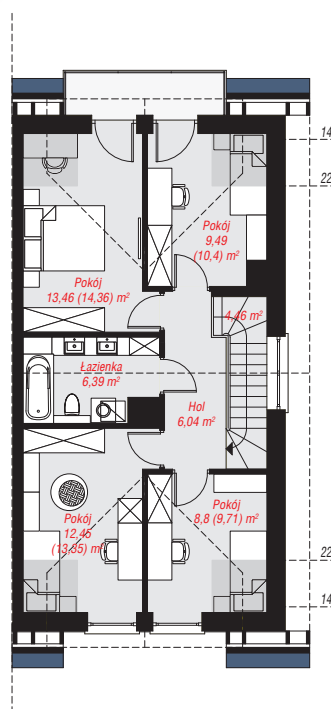 14
22
Pokój
9,49
(10,4) m²
Pokój
13,46 (14,36) m²
4,46 m²
Łazienka
6,39 m²
Hol
6,04 m²
Pokój
8,8 (9,71) m²
Pokój
12,45
(13,35) m²
22
14